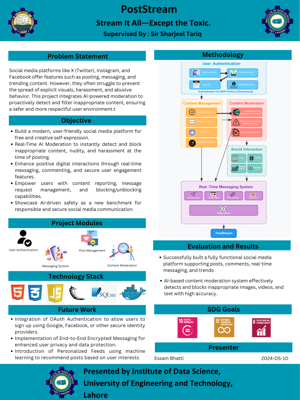 PostStream
Stream It All—Except the Toxic.
Supervised By : Sir Sharjeel Tariq
Problem Statement
Social media platforms like X (Twitter), Instagram, and
Facebook offer features such as posting, messaging, and
trending content. However, they often struggle to prevent
the spread of explicit visuals, harassment, and abusive
behavior. This project integrates AI-powered moderation to
proactively detect and filter inappropriate content, ensuring
a safer and more respectful user environment.t
Objective
Build a modern, user-friendly social media platform for
free and creative self-expression.
Real-Time AI Moderation to instantly detect and block
inappropriate content, nudity, and harassment at the
time of posting.
Enhance positive digital interactions through real-time
messaging, commenting, and secure user engagement
features.
Empower users with content reporting, message
request management, and blocking/unblocking
capabilities.
Showcase AI-driven safety as a new benchmark for
responsible and secure social media communication.
Project Modules
User Authentication
Post Management
Messaging System
Content Moderation
Technology Stack
Future Work
Integration of OAuth Authentication to allow users to
sign up using Google, Facebook, or other secure identity
providers.
Implementation of End-to-End Encrypted Messaging for
enhanced user privacy and data protection.
Introduction of Personalized Feeds using machine
learning to recommend posts based on user interests.
Methodology
User Authentication
Content Management
Content Moderation
Social Interaction
Real -Time Messaging System
PostStream
Evaluation and Results
Successfully built a fully functional social media
platform supporting posts, comments, real-time
messaging, and trends
AI-based content moderation system effectively
detects and blocks inappropriate images, videos, and
text with high accuracy.
SDG Goals
Presenter
Essam Bhatti
2024-DS-10
Presented by Institute of Data Science,
University of Engineering and Technology,
Lahore